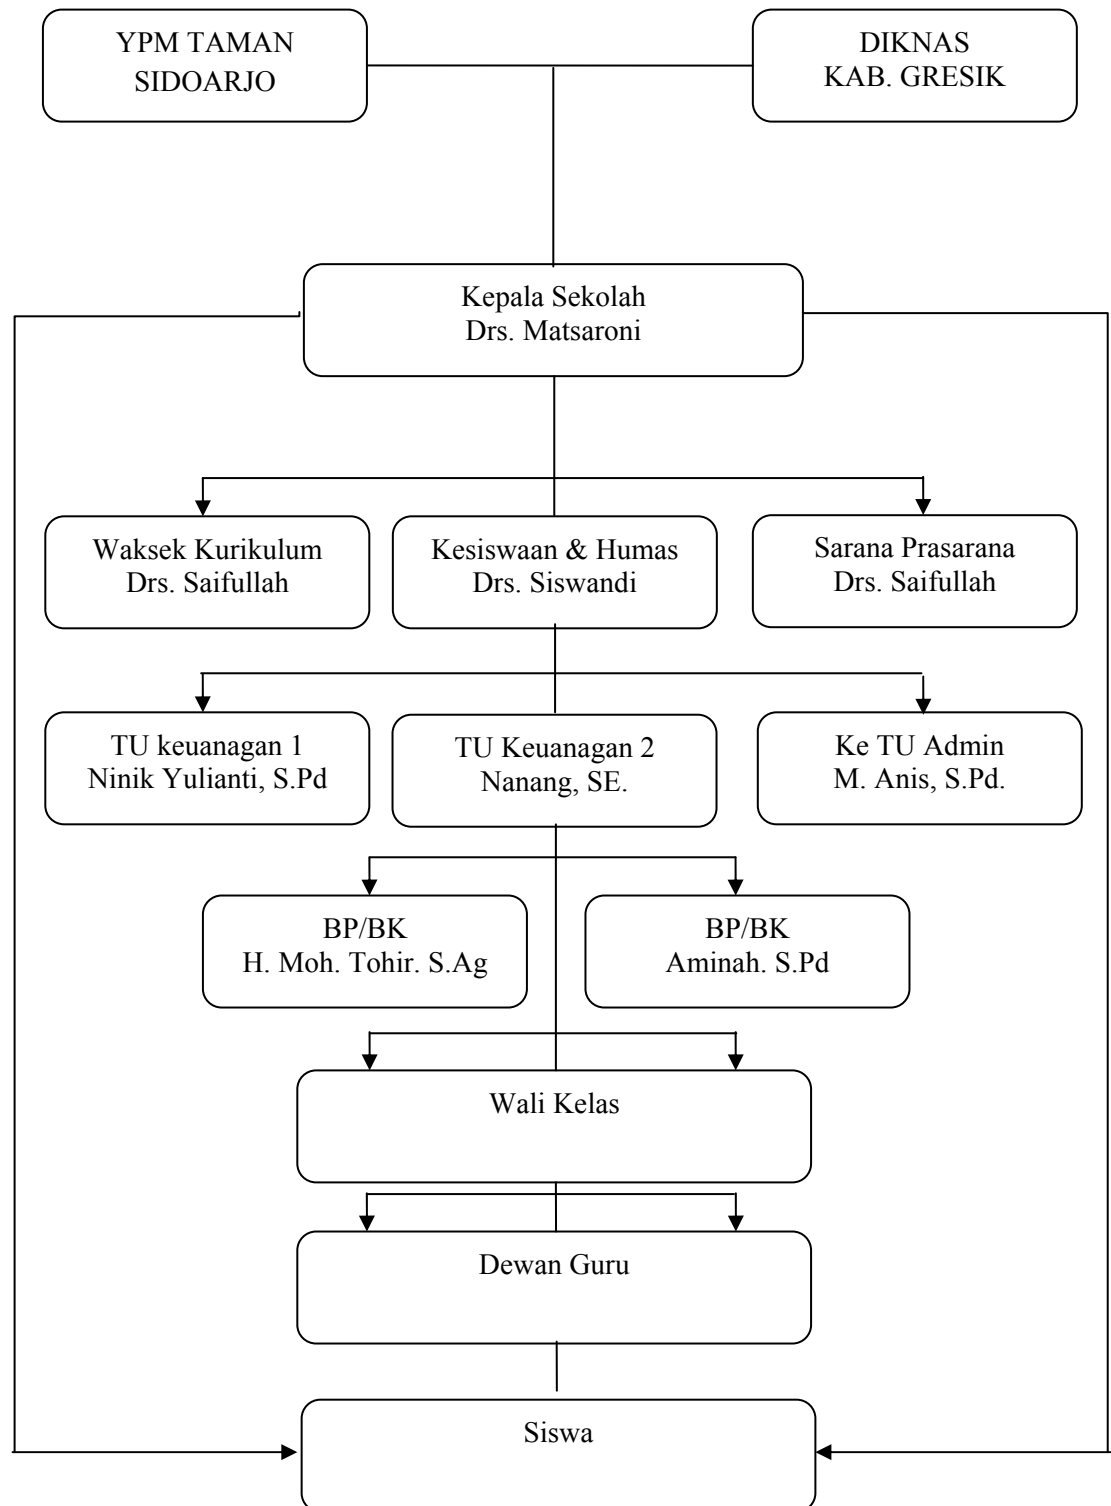 YPM TAMAN
SIDOARJO
DIKNAS
KAB. GRESIK
Kepala Sekolah
Drs. Matsaroni
Waksek Kurikulum
Drs. Saifullah
Kesiswaan & Humas
Drs. Siswandi
Sarana Prasarana
Drs. Saifullah
TU keuanagan 1
Ninik Yulianti, S.Pd
TU Keuanagan 2
Nanang, SE.
Ke TU Admin
M. Anis, S.Pd.
BP/BK
H. Moh. Tohir. S.Ag
BP/BK
Aminah. S.Pd
Wali Kelas
Dewan Guru
Siswa